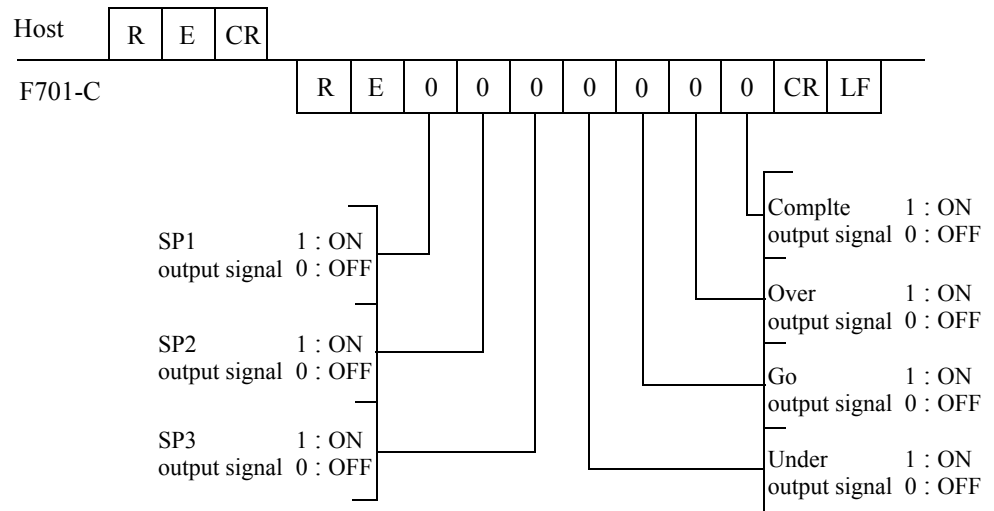 Host R E CR
F701-C R E 0 0 0 0 0 0 0 CR LF
SP1 1 : ON
output signal 0 : OFF
SP2 1 : ON
output signal 0 : OFF
SP3 1 : ON
output signal 0 : OFF
Complte 1 : ON
output signal 0 : OFF
Over 1 : ON
output signal 0 : OFF
Go 1 : ON
output signal 0 : OFF
Under 1 : ON
output signal 0 : OFF